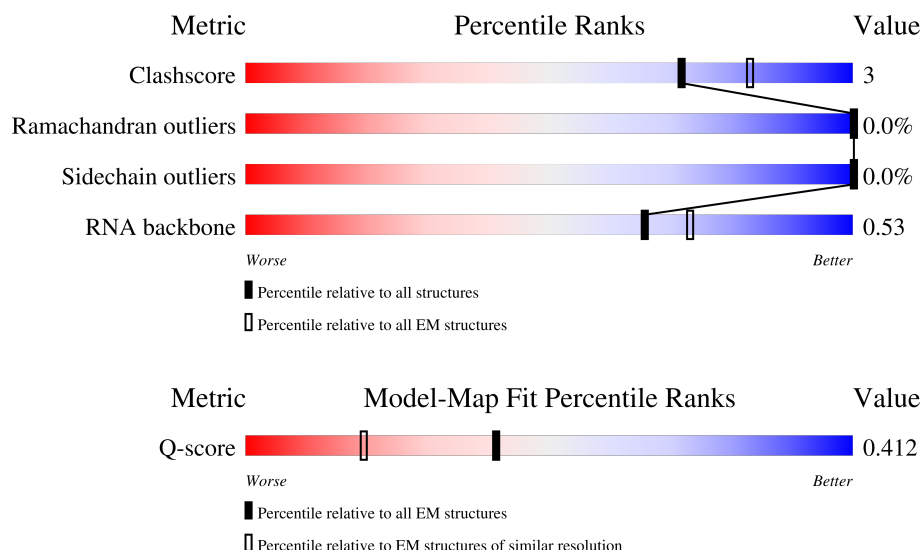 Metric Percentile Ranks Value
Clashscore 3
Ramachandran outliers 0.0%
Sidechain outliers 0.0%
RNA backbone 0.53
Worse Better
Percentile relative to all structures
Percentile relative to all EM structures
Metric Model-Map Fit Percentile Ranks Value
Q-score 0.412
Worse Better
Percentile relative to all EM structures
Percentile relative to EM structures of similar resolution